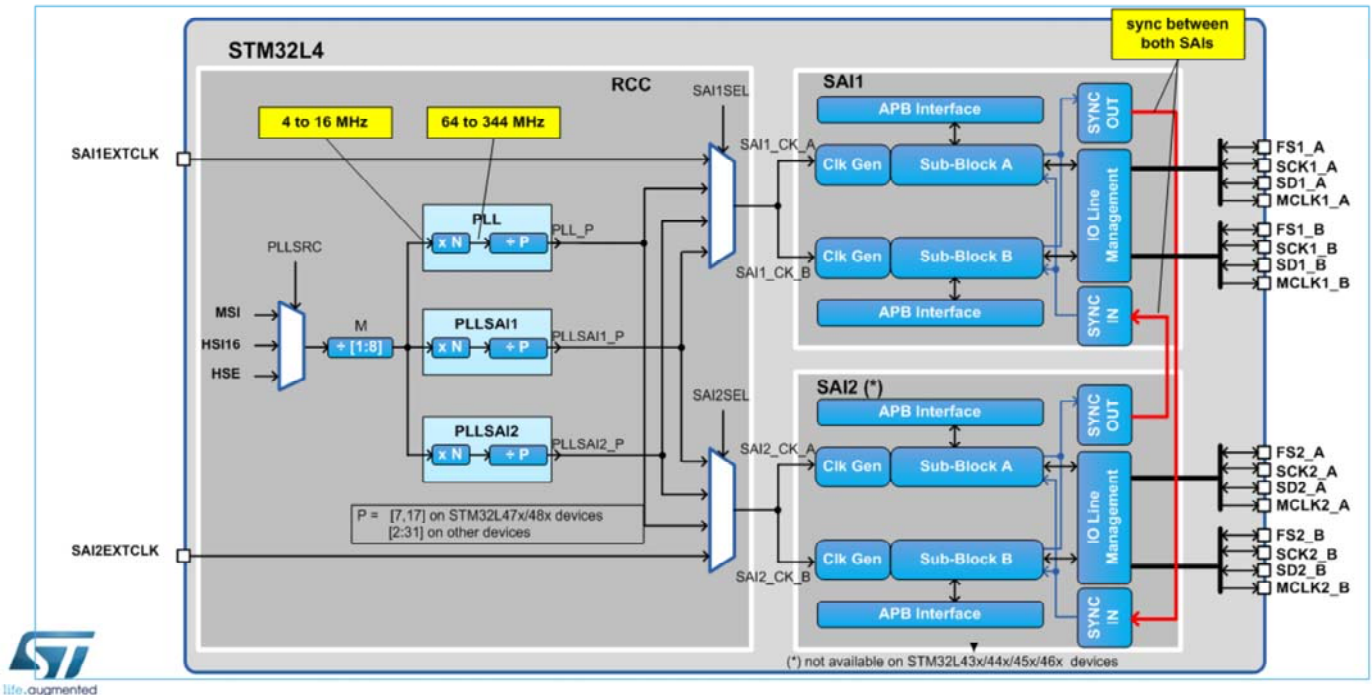 sync between
both SAIs
STM32L4
RCC
SAI1
SAI1SEL
4 to 16 MHz
64 to 344 MHz
APB Interface
SYNC
OUT
SAI1EXTCLK
SAI1_CK_A
Clk Gen
Sub-Block A
FS1_A
SCK1_A
SD1_A
MCLK1_A
IO Line
Management
PLL
x N
÷ P
PLL_P
PLLSRC
Clk Gen
Sub-Block B
SAI1_CK_B
FS1_B
SCK1_B
SD1_B
MCLK1_B
APB Interface
SYNC
IN
MSI
HSI16
HSE
M
÷ [1:8]
PLLSAI1
x N
÷ P
PLLSAI1_P
SAI2SEL
SAI2 (*)
APB Interface
SYNC
OUT
PLLSAI2
x N
÷ P
PLLSAI2_P
SAI2_CK_A
Clk Gen
Sub-Block A
FS2_A
SCK2_A
SD2_A
MCLK2_A
IO Line
Management
P = [7,17] on STM32L47x/48x devices
[2:31] on other devices
SAI2EXTCLK
Clk Gen
Sub-Block B
SAI2_CK_B
FS2_B
SCK2_B
SD2_B
MCLK2_B
APB Interface
SYNC
IN
(*) not available on STM32L43x/44x/45x/46x devices
ST
life.augmented